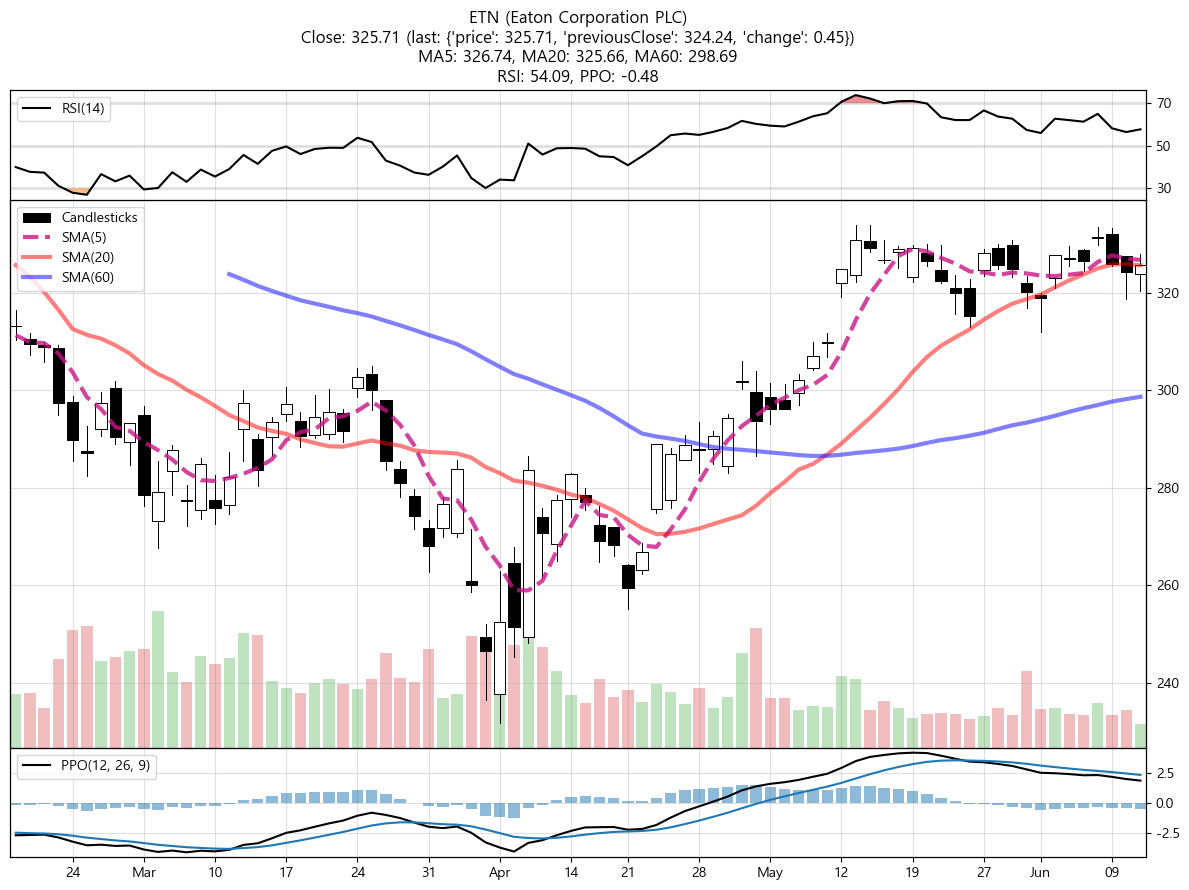 ETN (Eaton Corporation PLC)
Close: 325.71 (last: {'price': 325.71, 'previousClose': 324.24, 'change': 0.45})
MA5: 326.74, MA20: 325.66, MA60: 298.69
RSI: 54.09, PPO: -0.48
RSI(14)
70
50
30
Candlesticks
SMA(5)
SMA(20)
SMA(60)
320
300
280
260
240
PPO(12, 26, 9)
2.5
0.0
−2.5
24 Mar 10 17 24 31 Apr 14 21 28 May 12 19 27 Jun 09